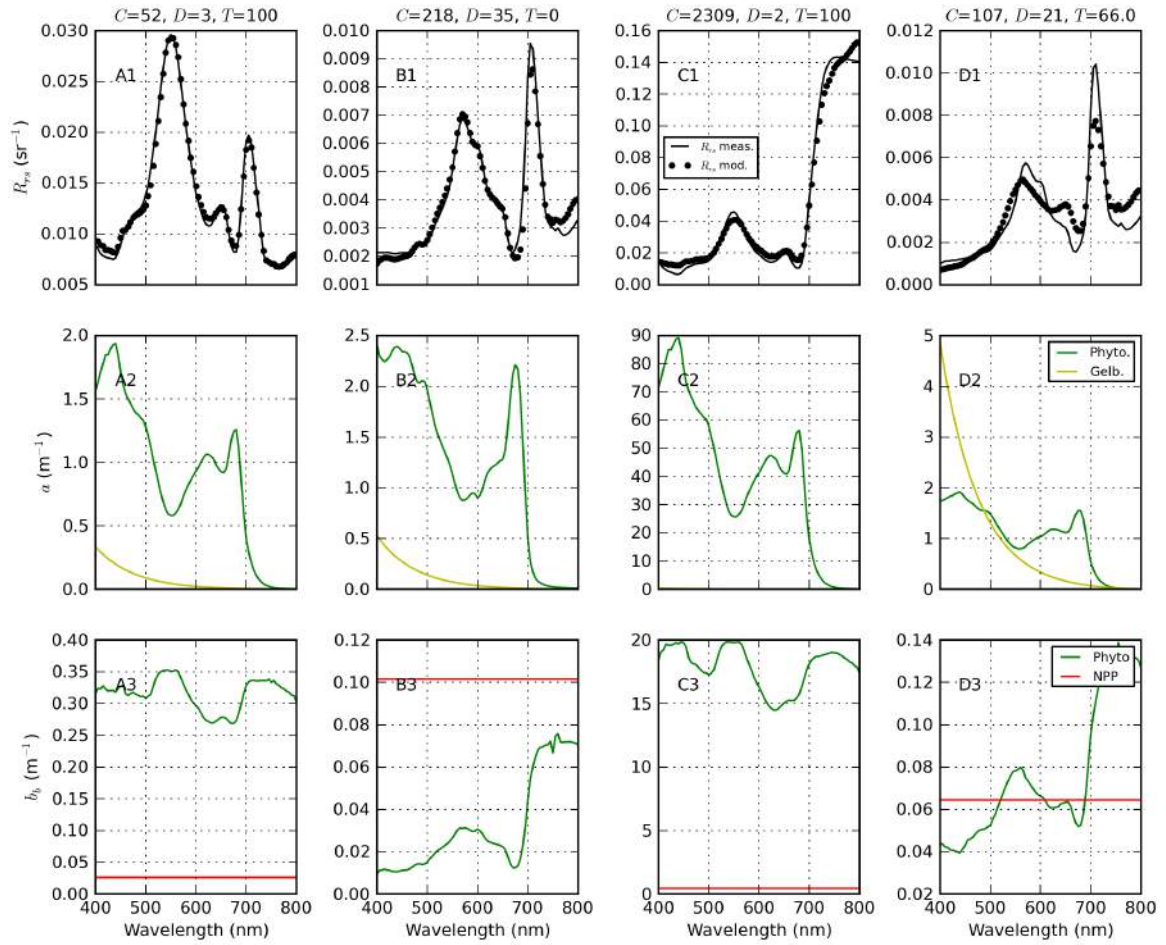 C=52, D=3, T=100
C=218, D=35, T=0
C=2309, D=2, T=100
C=107, D=21, T=66.0
R_rs (sr⁻¹)
0.030
0.025
0.020
0.015
0.010
0.005
A1
0.010
0.009
0.008
0.007
0.006
0.005
0.004
0.003
0.002
0.001
B1
0.16
0.14
0.12
0.10
0.08
0.06
0.04
0.02
0.00
C1
R_rs meas.
R_rs mod.
0.012
0.010
0.008
0.006
0.004
0.002
0.000
D1
a (m⁻¹)
2.0
1.5
1.0
0.5
0.0
A2
2.5
2.0
1.5
1.0
0.5
0.0
B2
90
80
70
60
50
40
30
20
10
0
C2
5
4
3
2
1
0
D2
Phyto.
Gelb.
b_b (m⁻¹)
0.40
0.35
0.30
0.25
0.20
0.15
0.10
0.05
0.00
A3
400 500 600 700 800
Wavelength (nm)
0.12
0.10
0.08
0.06
0.04
0.02
0.00
B3
400 500 600 700 800
Wavelength (nm)
20
15
10
5
0
C3
400 500 600 700 800
Wavelength (nm)
0.14
0.12
0.10
0.08
0.06
0.04
0.02
D3
Phyto
NPP
400 500 600 700 800
Wavelength (nm)